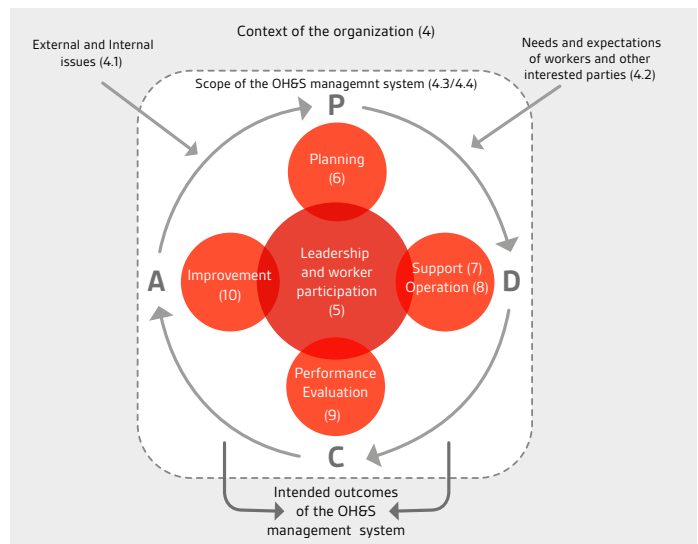 Context of the organization (4)
External and Internal
issues (4.1)
Needs and expectations
of workers and other
interested parties (4.2)
Scope of the OH&S managemnt system (4.3/4.4)
P
Planning
(6)
A
Improvement
(10)
Leadership
and worker
participation
(5)
Support (7)
Operation (8)
D
Performance
Evaluation
(9)
C
Intended outcomes
of the OH&S
management system